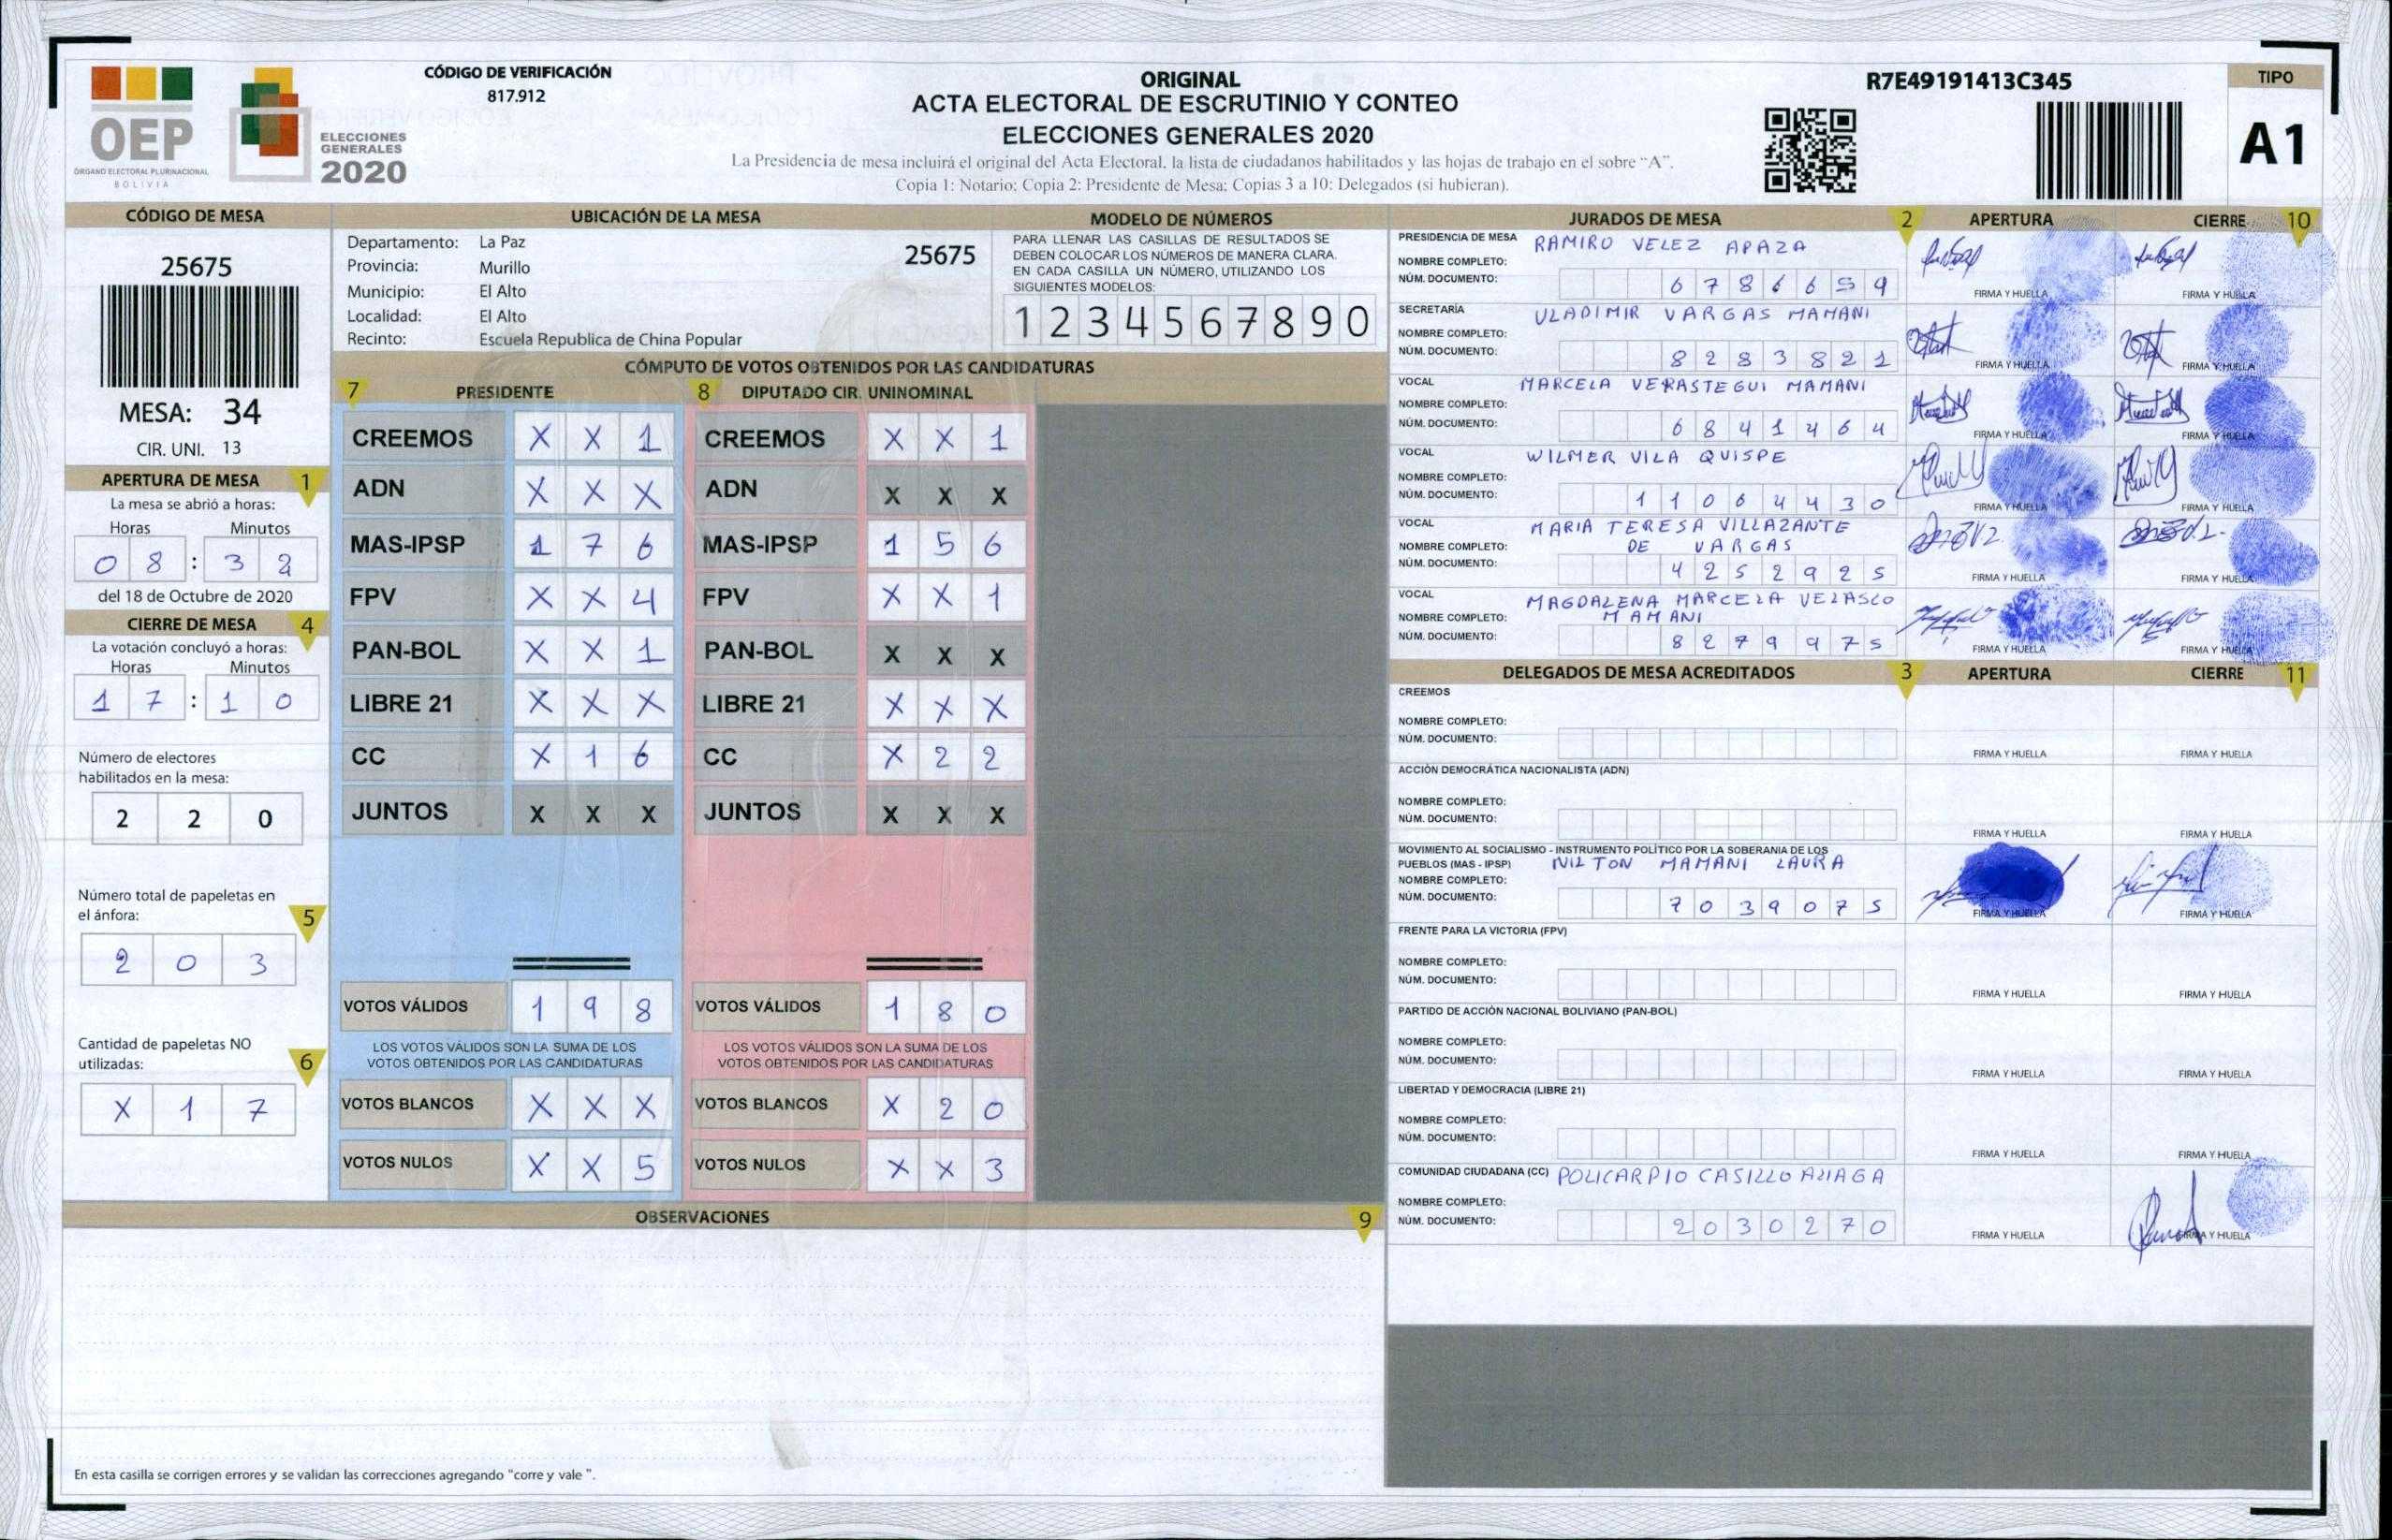 OEP
ÓRGANO ELECTORAL PLURINACIONAL
BOLIVIA
ELECCIONES
GENERALES
2020
CÓDIGO DE VERIFICACIÓN
817.912
ORIGINAL
ACTA ELECTORAL DE ESCRUTINIO Y CONTEO
ELECCIONES GENERALES 2020
La Presidencia de mesa incluirá el original del Acta Electoral, la lista de ciudadanos habilitados y las hojas de trabajo en el sobre “A”.
Copia 1: Notario; Copia 2: Presidente de Mesa; Copias 3 a 10: Delegados (si hubieran).
R7E49191413C345
TIPO
A1
CÓDIGO DE MESA
25675
MESA: 34
CIR. UNI. 13
APERTURA DE MESA 1
La mesa se abrió a horas:
Horas Minutos
0 8 : 3 2
del 18 de Octubre de 2020
CIERRE DE MESA 4
La votación concluyó a horas:
Horas Minutos
1 7 : 1 0
Número de electores
habilitados en la mesa:
2 2 0
Número total de papeletas en
el ánfora: 5
2 0 3
Cantidad de papeletas NO
utilizadas: 6
X 1 7
UBICACIÓN DE LA MESA
Departamento: La Paz
25675
Provincia: Murillo
Municipio: El Alto
Localidad: El Alto
Recinto: Escuela Republica de China Popular
MODELO DE NÚMEROS
PARA LLENAR LAS CASILLAS DE RESULTADOS SE
DEBEN COLOCAR LOS NÚMEROS DE MANERA CLARA.
EN CADA CASILLA UN NÚMERO, UTILIZANDO LOS
SIGUIENTES MODELOS:
1 2 3 4 5 6 7 8 9 0
CÓMPUTO DE VOTOS OBTENIDOS POR LAS CANDIDATURAS
7 PRESIDENTE
CREEMOS X X 1
ADN X X X
MAS-IPSP 1 7 6
FPV X X 4
PAN-BOL X X 1
LIBRE 21 X X X
CC X 1 6
JUNTOS X X X
VOTOS VÁLIDOS 1 9 8
LOS VOTOS VÁLIDOS SON LA SUMA DE LOS
VOTOS OBTENIDOS POR LAS CANDIDATURAS
VOTOS BLANCOS X X X
VOTOS NULOS X X 5
8 DIPUTADO CIR. UNINOMINAL
CREEMOS X X 1
ADN X X X
MAS-IPSP 1 5 6
FPV X X 1
PAN-BOL X X X
LIBRE 21 X X X
CC X 2 2
JUNTOS X X X
VOTOS VÁLIDOS 1 8 0
LOS VOTOS VÁLIDOS SON LA SUMA DE LOS
VOTOS OBTENIDOS POR LAS CANDIDATURAS
VOTOS BLANCOS X 2 0
VOTOS NULOS X X 3
OBSERVACIONES 9
En esta casilla se corrigen errores y se validan las correcciones agregando "corre y vale ".
JURADOS DE MESA 2 APERTURA CIERRE 10
PRESIDENCIA DE MESA RAMIRO VELEZ APAZA
NOMBRE COMPLETO:
NÚM. DOCUMENTO: 6 7 8 6 6 5 9
FIRMA Y HUELLA FIRMA Y HUELLA
SECRETARÍA VLADIMIR VARGAS MAMANI
NOMBRE COMPLETO:
NÚM. DOCUMENTO: 8 2 8 3 8 2 1
FIRMA Y HUELLA FIRMA Y HUELLA
VOCAL MARCELA VERASTEGUI MAMANI
NOMBRE COMPLETO:
NÚM. DOCUMENTO: 6 8 4 1 4 6 4
FIRMA Y HUELLA FIRMA Y HUELLA
VOCAL WILMER VILA QUISPE
NOMBRE COMPLETO:
NÚM. DOCUMENTO: 1 1 0 6 4 4 3 0
FIRMA Y HUELLA FIRMA Y HUELLA
VOCAL MARIA TERESA VILLAZANTE
NOMBRE COMPLETO: DE VARGAS
NÚM. DOCUMENTO: 4 2 5 2 9 2 5
FIRMA Y HUELLA FIRMA Y HUELLA
VOCAL MAGDALENA MARCELA VELASCO
NOMBRE COMPLETO: MAMANI
NÚM. DOCUMENTO: 8 2 7 9 9 7 5
FIRMA Y HUELLA FIRMA Y HUELLA
DELEGADOS DE MESA ACREDITADOS 3 APERTURA CIERRE 11
CREEMOS
NOMBRE COMPLETO:
NÚM. DOCUMENTO:
FIRMA Y HUELLA FIRMA Y HUELLA
ACCIÓN DEMOCRÁTICA NACIONALISTA (ADN)
NOMBRE COMPLETO:
NÚM. DOCUMENTO:
FIRMA Y HUELLA FIRMA Y HUELLA
MOVIMIENTO AL SOCIALISMO - INSTRUMENTO POLÍTICO POR LA SOBERANIA DE LOS
PUEBLOS (MAS - IPSP) NILTON MAMANI LAURA
NOMBRE COMPLETO:
NÚM. DOCUMENTO: 7 0 3 9 0 7 5
FIRMA Y HUELLA FIRMA Y HUELLA
FRENTE PARA LA VICTORIA (FPV)
NOMBRE COMPLETO:
NÚM. DOCUMENTO:
FIRMA Y HUELLA FIRMA Y HUELLA
PARTIDO DE ACCIÓN NACIONAL BOLIVIANO (PAN-BOL)
NOMBRE COMPLETO:
NÚM. DOCUMENTO:
FIRMA Y HUELLA FIRMA Y HUELLA
LIBERTAD Y DEMOCRACIA (LIBRE 21)
NOMBRE COMPLETO:
NÚM. DOCUMENTO:
FIRMA Y HUELLA FIRMA Y HUELLA
COMUNIDAD CIUDADANA (CC) POLICARPIO CASILLO ALIAGA
NOMBRE COMPLETO:
NÚM. DOCUMENTO: 2 0 3 0 2 7 0
FIRMA Y HUELLA FIRMA Y HUELLA